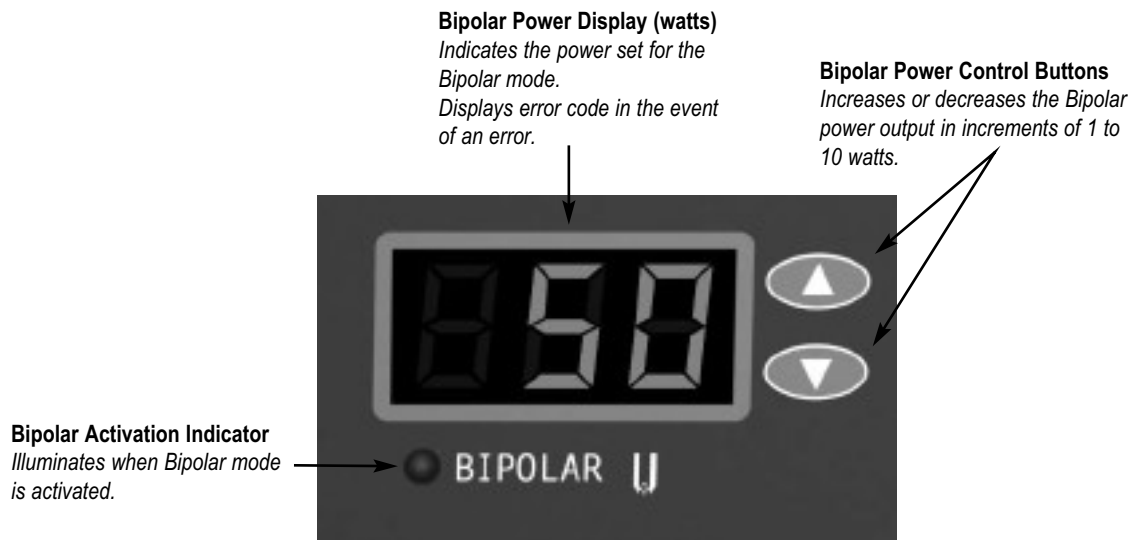 Bipolar Power Display (watts)
Indicates the power set for the
Bipolar mode.
Displays error code in the event
of an error.
Bipolar Power Control Buttons
Increases or decreases the Bipolar
power output in increments of 1 to
10 watts.
50
Bipolar Activation Indicator
Illuminates when Bipolar mode
is activated.
BIPOLAR